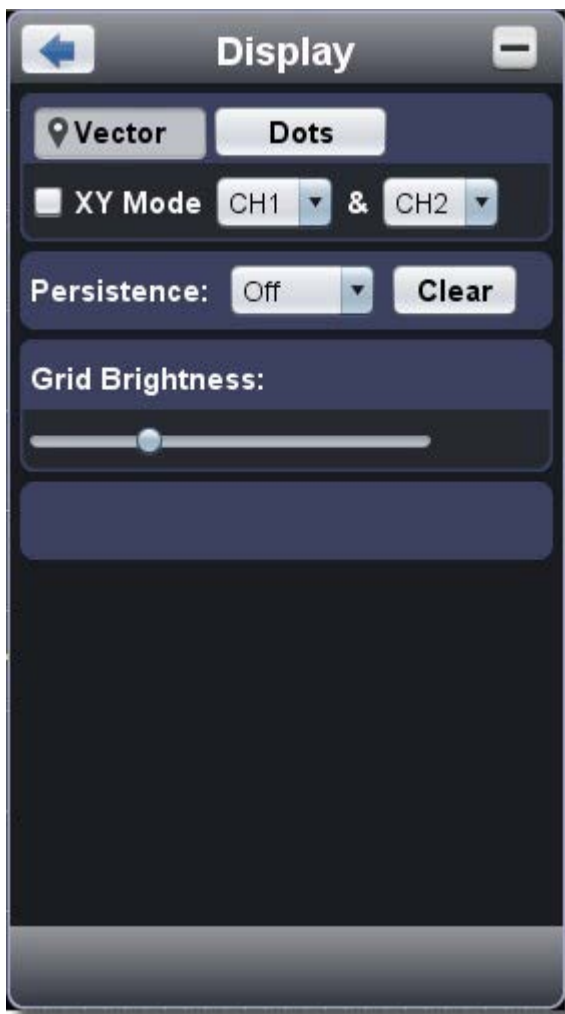 Display
Vector Dots
XY Mode CH1 & CH2
Persistence: Off Clear
Grid Brightness: